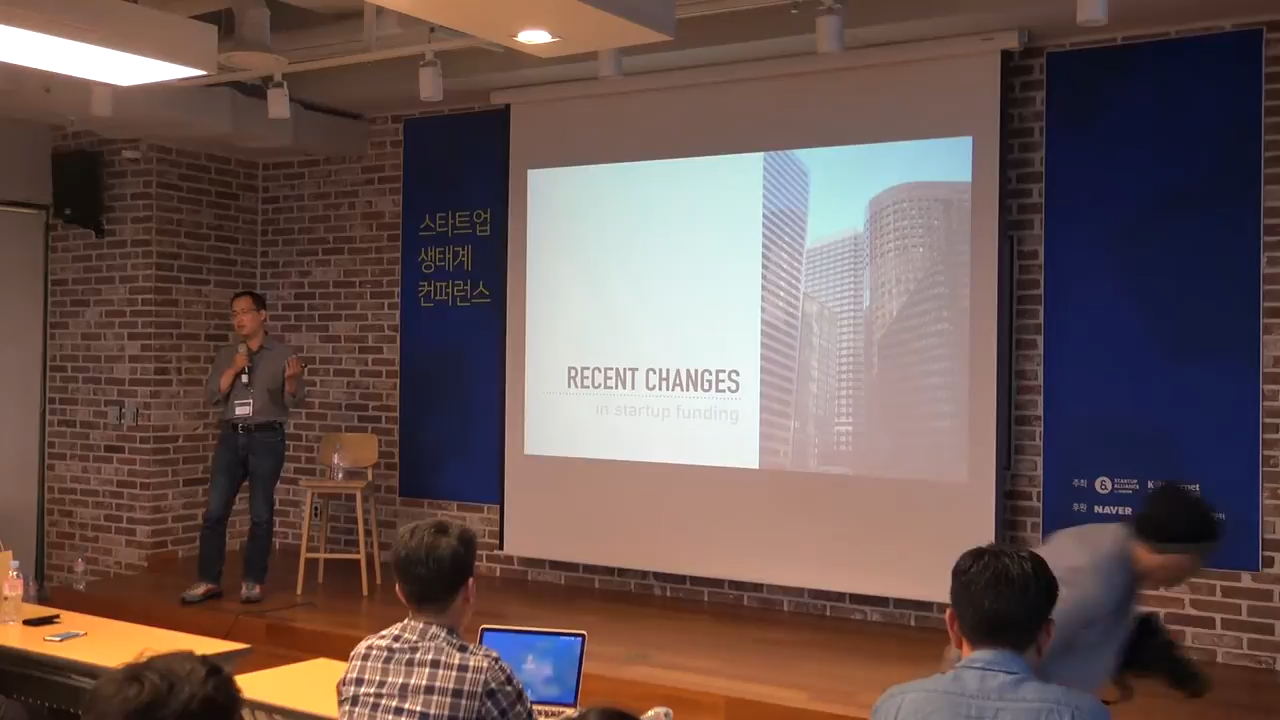 스타트업
생태계
컨퍼런스
RECENT CHANGES
in startup funding
주최
&
STARTUP
ALLIANCE
후원
NAVER